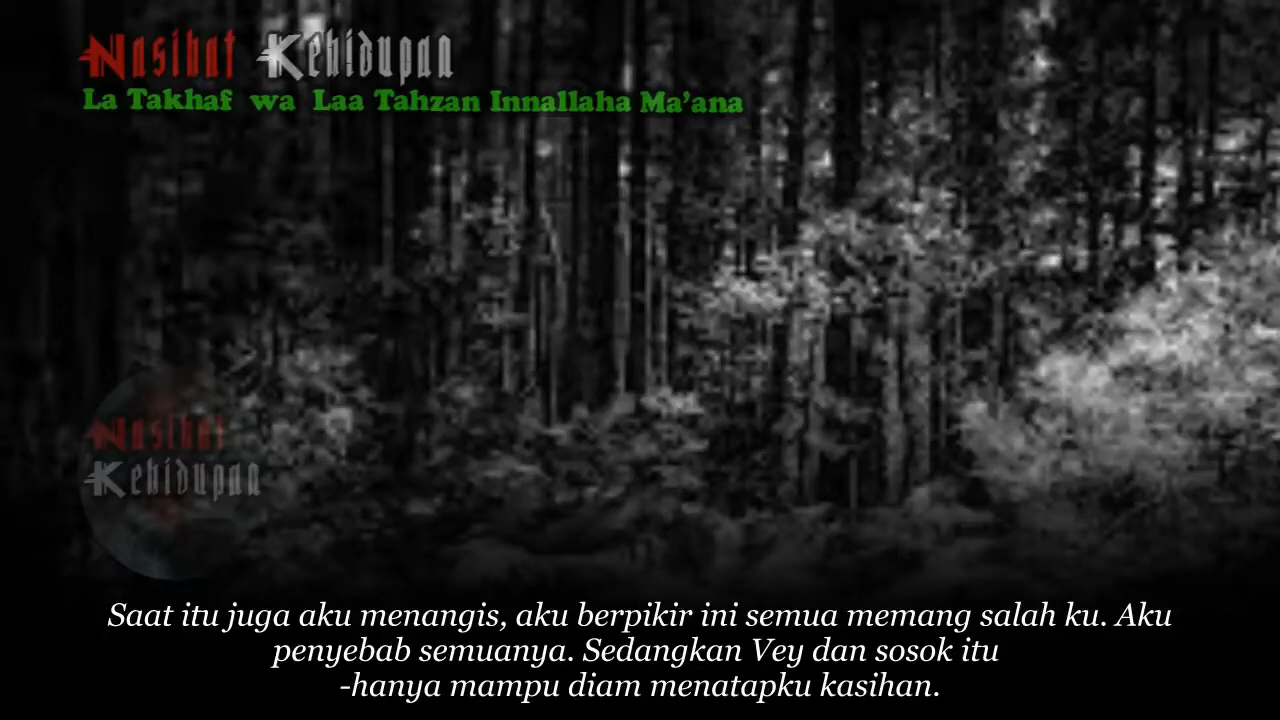 Nasihat Kehidupan
La Takhaf wa Laa Tahzan Innallaha Ma'ana
Nasihat
Kehidupan
Saat itu juga aku menangis, aku berpikir ini semua memang salah ku. Aku
penyebab semuanya. Sedangkan Vey dan sosok itu
-hanya mampu diam menatapku kasihan.